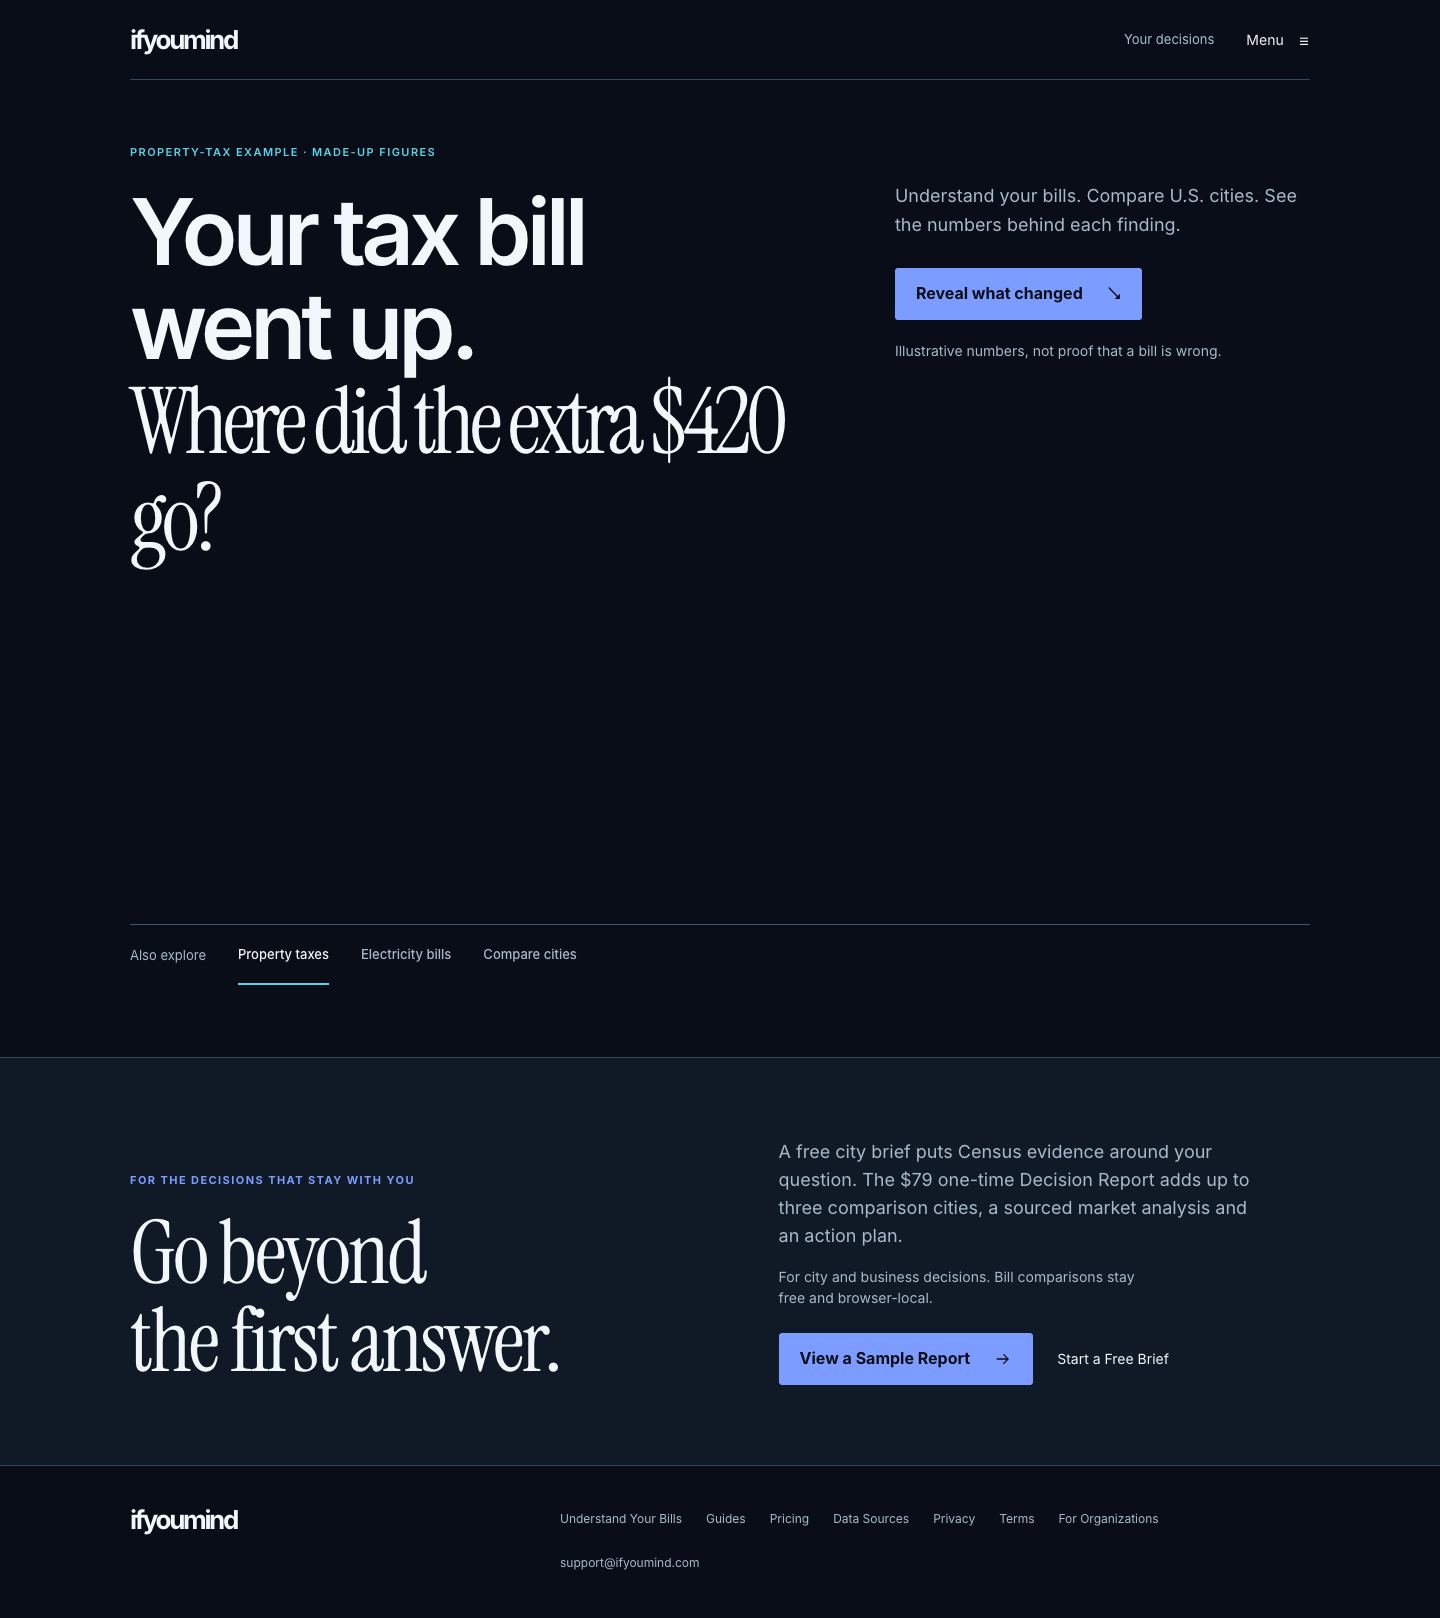 ifyoumind
Your decisions
Menu ≡
PROPERTY-TAX EXAMPLE · MADE-UP FIGURES
Your tax bill
went up.
Where did the extra $420
go?
Understand your bills. Compare U.S. cities. See
the numbers behind each finding.
Reveal what changed ↘
Illustrative numbers, not proof that a bill is wrong.
Also explore
Property taxes
Electricity bills
Compare cities
FOR THE DECISIONS THAT STAY WITH YOU
Go beyond
the first answer.
A free city brief puts Census evidence around your
question. The $79 one-time Decision Report adds up to
three comparison cities, a sourced market analysis and
an action plan.
For city and business decisions. Bill comparisons stay
free and browser-local.
View a Sample Report →
Start a Free Brief
ifyoumind
Understand Your Bills
Guides
Pricing
Data Sources
Privacy
Terms
For Organizations
support@ifyoumind.com